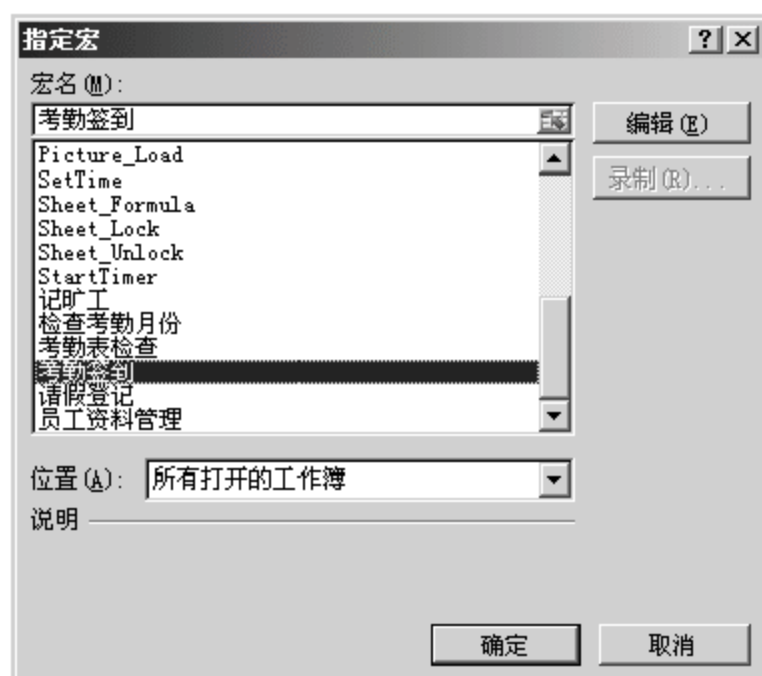 指定宏
宏名(M):
考勤签到
编辑(E)
录制(R)...
Picture_Load
SetTime
Sheet_Formula
Sheet_Lock
Sheet_Unlock
StartTimer
记旷工
检查考勤月份
考勤表检查
考勤签到
请假登记
员工资料管理
位置(A): 所有打开的工作簿
说明
确定 取消